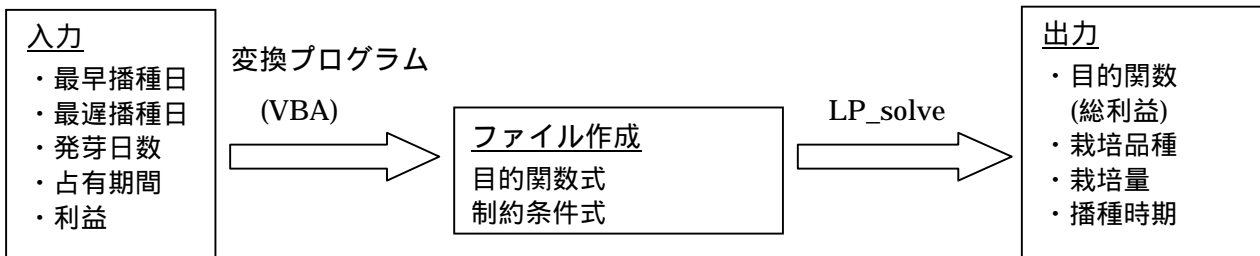 入力
・最早播種日
・最遅播種日
・発芽日数
・占有期間
・利益
変換プログラム
(VBA)
ファイル作成
目的関数式
制約条件式
LP_solve
出力
・目的関数
(総利益)
・栽培品種
・栽培量
・播種時期